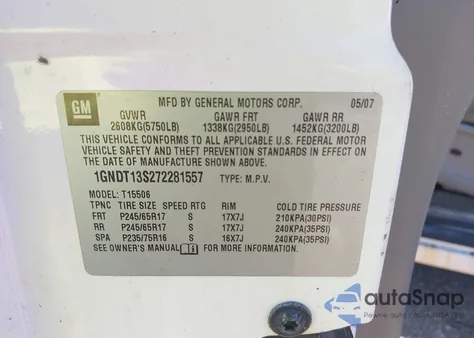 GM
MFD BY GENERAL MOTORS CORP. 05/07
GVWR GAWR FRT GAWR RR
2608KG(5750LB) 1338KG(2950LB) 1452KG(3200LB)
THIS VEHICLE CONFORMS TO ALL APPLICABLE U.S. FEDERAL MOTOR
VEHICLE SAFETY AND THEFT PREVENTION STANDARDS IN EFFECT ON
THE DATE OF MANUFACTURE SHOWN ABOVE.
1GNDT13S272281557 TYPE: M.P.V.
MODEL: T15506
TPNC TIRE SIZE SPEED RTG RIM COLD TIRE PRESSURE
FRT P245/65R17 S 17X7J 210KPA(30PSI)
RR P245/65R17 S 17X7J 240KPA(35PSI)
SPA P235/75R16 S 16X7J 240KPA(35PSI)
SEE OWNER'S MANUAL FOR MORE INFORMATION.
autoSnap
Pewne auto z USA